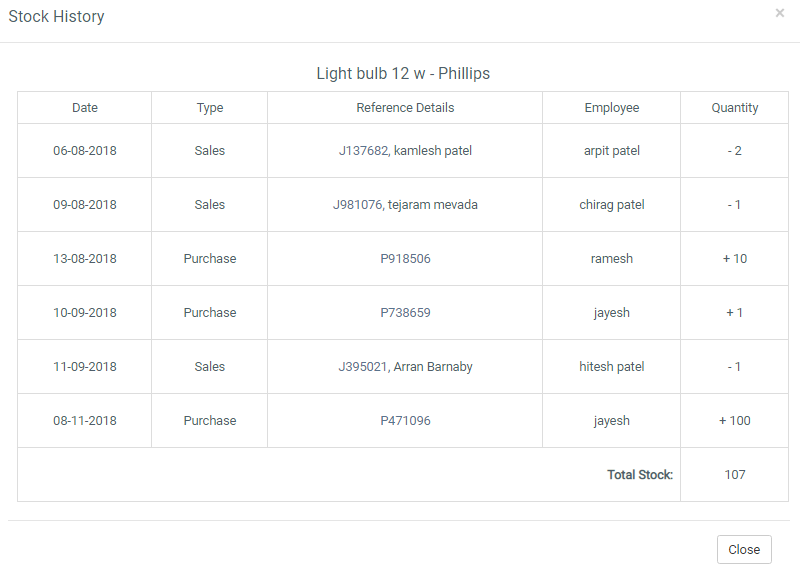 Stock History ×
Light bulb 12 w - Phillips
Date Type Reference Details Employee Quantity
06-08-2018 Sales J137682, kamlesh patel arpit patel - 2
09-08-2018 Sales J981076, tejaram mevada chirag patel - 1
13-08-2018 Purchase P918506 ramesh + 10
10-09-2018 Purchase P738659 jayesh + 1
11-09-2018 Sales J395021, Arran Barnaby hitesh patel - 1
08-11-2018 Purchase P471096 jayesh + 100
Total Stock: 107
Close